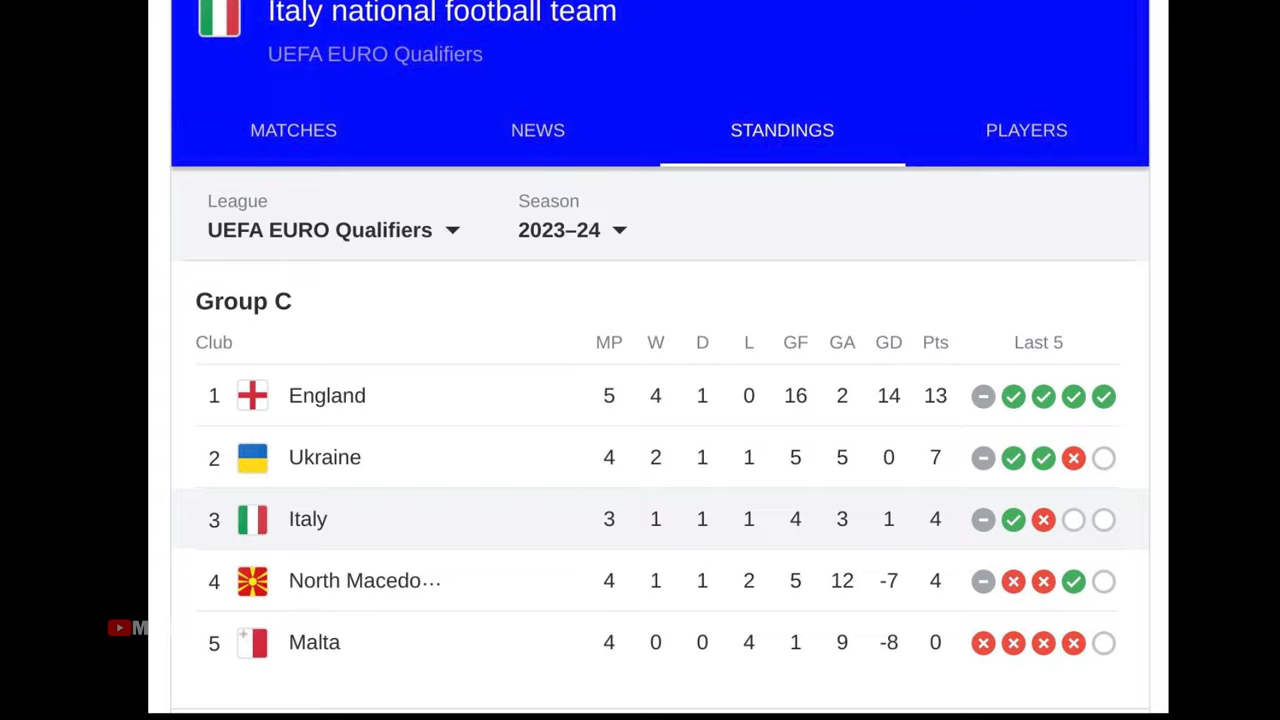 Italy national football team
UEFA EURO Qualifiers
MATCHES NEWS STANDINGS PLAYERS
League Season
UEFA EURO Qualifiers 2023–24
Group C
Club MP W D L GF GA GD Pts Last 5
1 England 5 4 1 0 16 2 14 13
2 Ukraine 4 2 1 1 5 5 0 7
3 Italy 3 1 1 1 4 3 1 4
4 North Macedo... 4 1 1 2 5 12 -7 4
5 Malta 4 0 0 4 1 9 -8 0
M